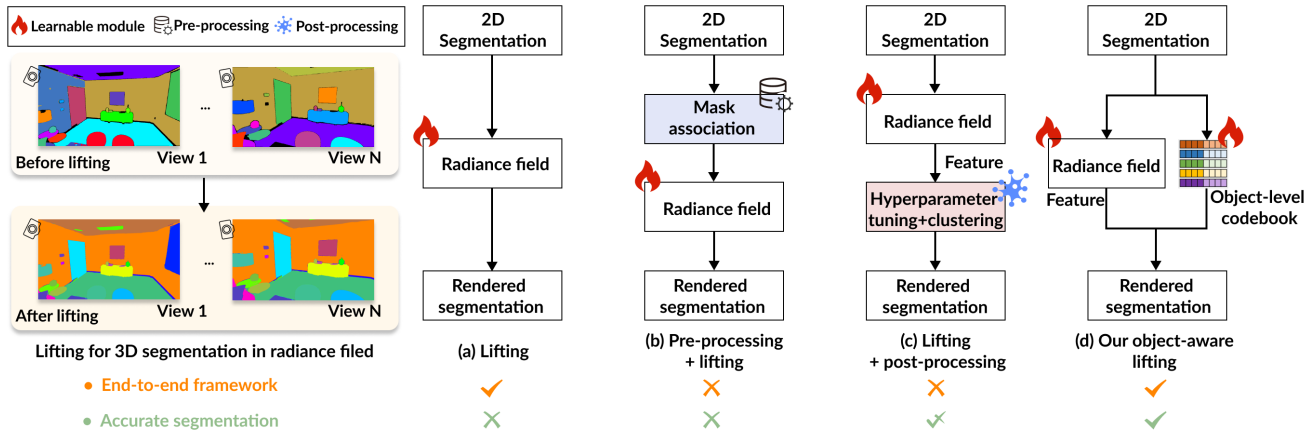 Learnable module
Pre-processing
Post-processing
Before lifting
View 1
...
View N
After lifting
View 1
...
View N
Lifting for 3D segmentation in radiance filed
2D
Segmentation
Radiance field
Rendered
segmentation
(a) Lifting
2D
Segmentation
Mask
association
Radiance field
Rendered
segmentation
(b) Pre-processing
+ lifting
2D
Segmentation
Radiance field
Feature
Hyperparameter
tuning+clustering
Rendered
segmentation
(c) Lifting
+ post-processing
2D
Segmentation
Radiance field
Feature
Object-level
codebook
Rendered
segmentation
(d) Our object-aware
lifting
• End-to-end framework
• Accurate segmentation